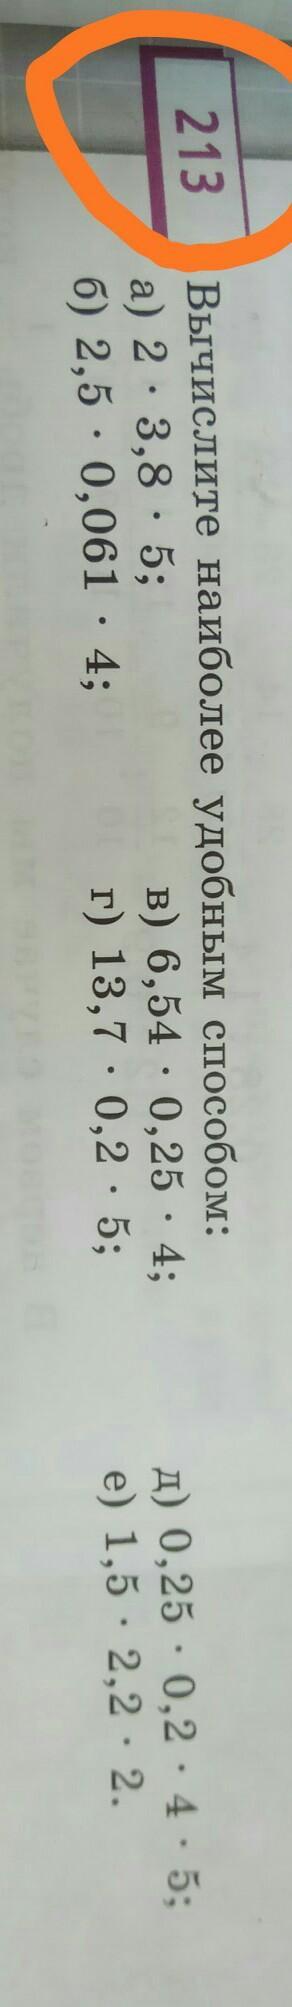 213
Вычислите наиболее удобным способом:
а) 2 · 3,8 · 5; в) 6,54 · 0,25 · 4; д) 0,25 · 0,2 · 4 · 5;
б) 2,5 · 0,061 · 4; г) 13,7 · 0,2 · 5; е) 1,5 · 2,2 · 2.